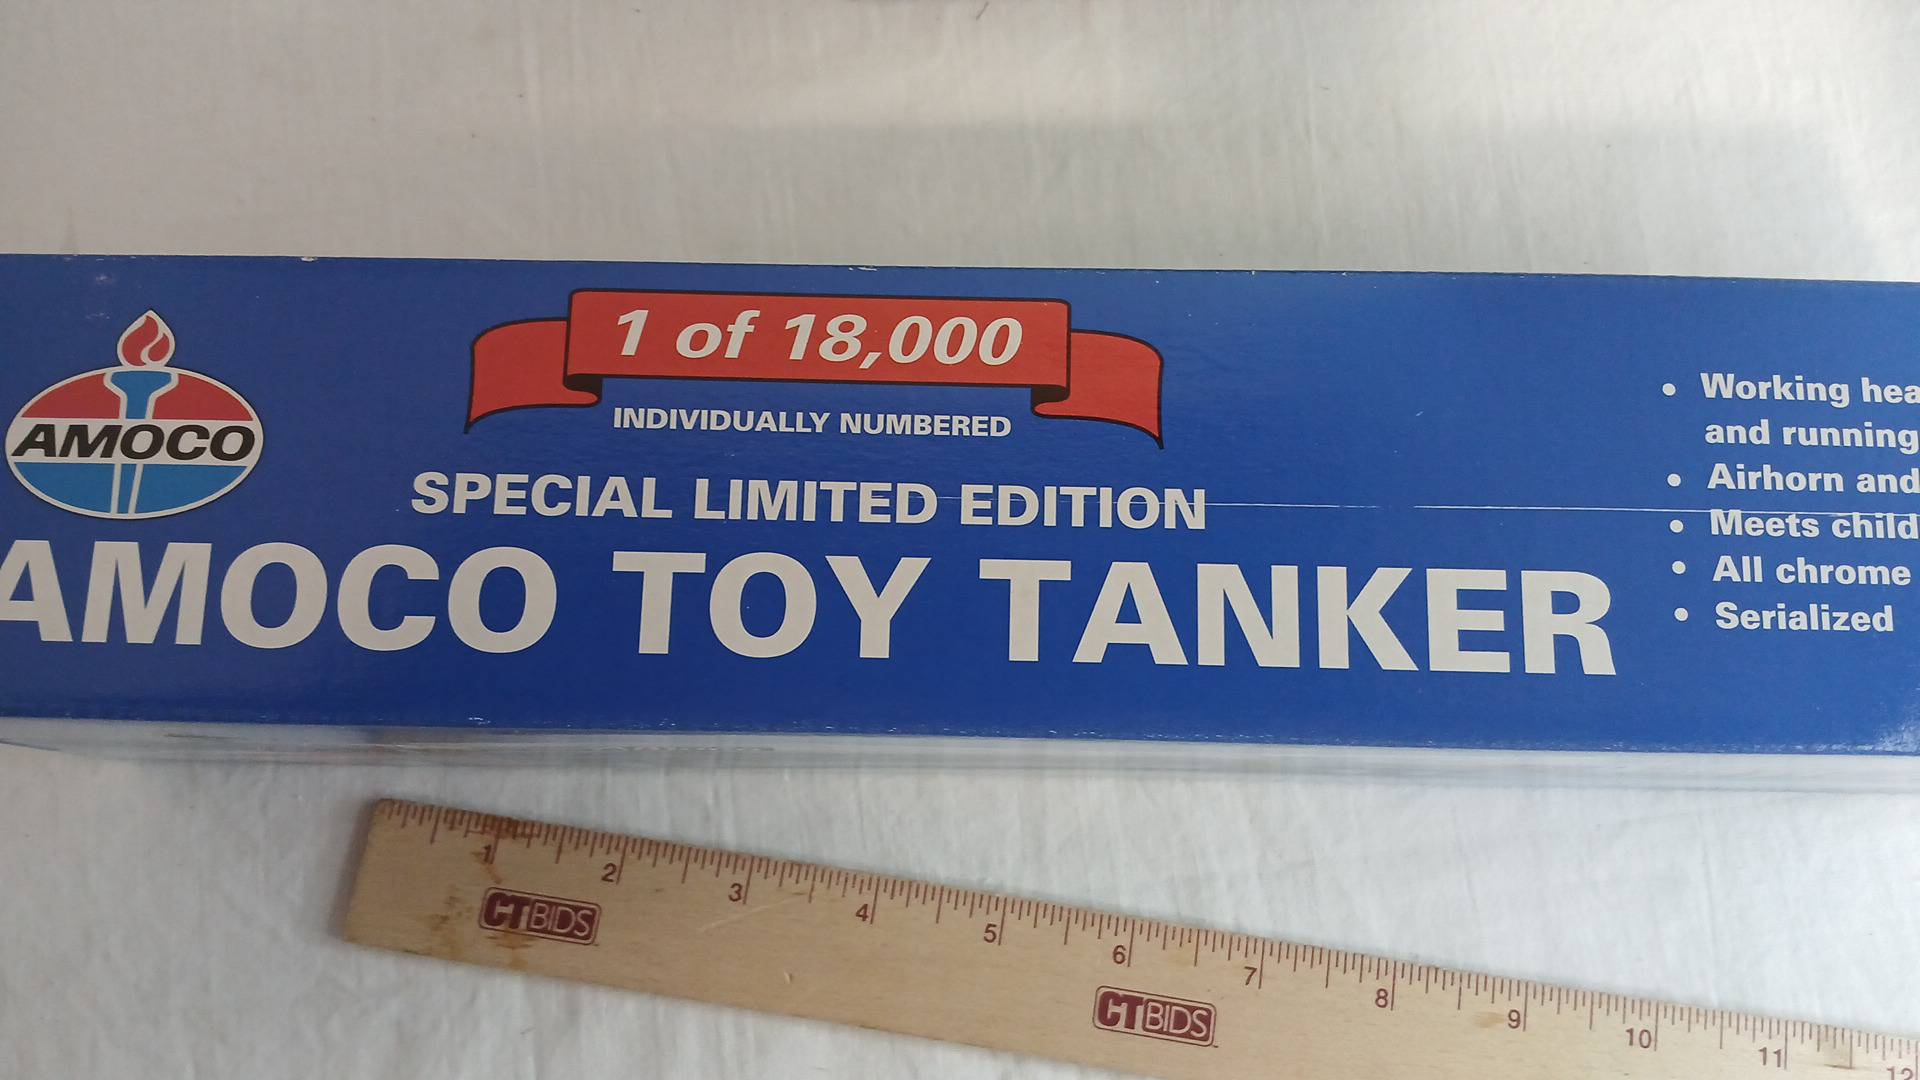 AMOCO
1 of 18,000
INDIVIDUALLY NUMBERED
SPECIAL LIMITED EDITION
AMOCO TOY TANKER
• Working hea
and running
• Airhorn and
• Meets child
• All chrome
• Serialized
1 2 3 4 5 6 7 8 9 10 11 12
CTBIDS
CTBIDS